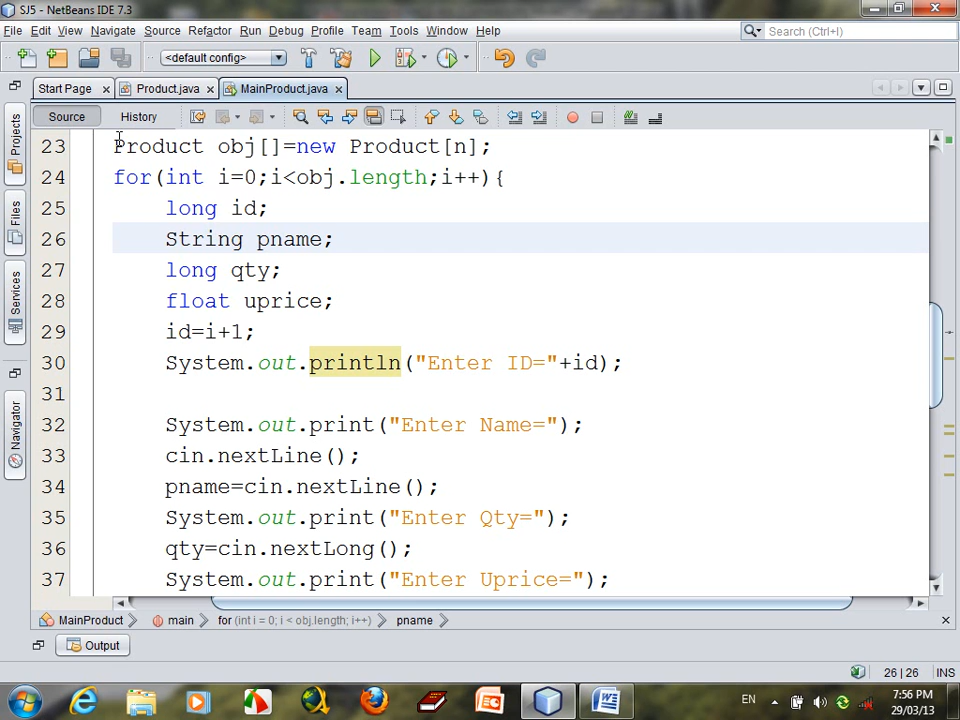 SJ5 - NetBeans IDE 7.3
File Edit View Navigate Source Refactor Run Debug Profile Team Tools Window Help
Search (Ctrl+I)
<default config>
Start Page Product.java MainProduct.java
Source History
Projects
Files
Services
Navigator
23 Product obj[]=new Product[n];
24 for(int i=0;i<obj.length;i++){
25 long id;
26 String pname;
27 long qty;
28 float uprice;
29 id=i+1;
30 System.out.println("Enter ID="+id);
31
32 System.out.print("Enter Name=");
33 cin.nextLine();
34 pname=cin.nextLine();
35 System.out.print("Enter Qty=");
36 qty=cin.nextLong();
37 System.out.print("Enter Uprice=");
MainProduct main for (int i = 0; i < obj.length; i++) pname
Output
26 | 26 INS
EN
7:56 PM
29/03/13